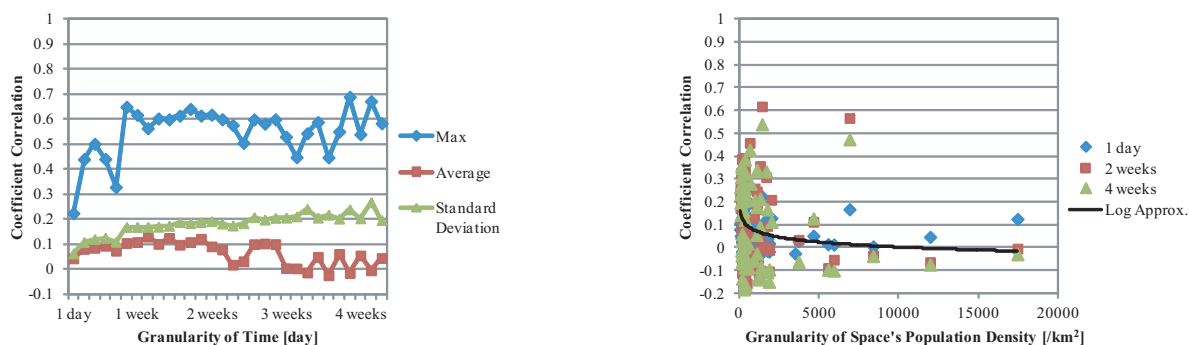 1
0.9
0.8
0.7
0.6
0.5
0.4
0.3
0.2
0.1
0
-0.1
Coefficient Correlation
1 day 1 week 2 weeks 3 weeks 4 weeks
Granularity of Time [day]
Max
Average
Standard
Deviation
1
0.9
0.8
0.7
0.6
0.5
0.4
0.3
0.2
0.1
0
-0.1
-0.2
Coefficient Correlation
0 5000 10000 15000 20000
Granularity of Space's Population Density [/km²]
1 day
2 weeks
4 weeks
Log Approx.